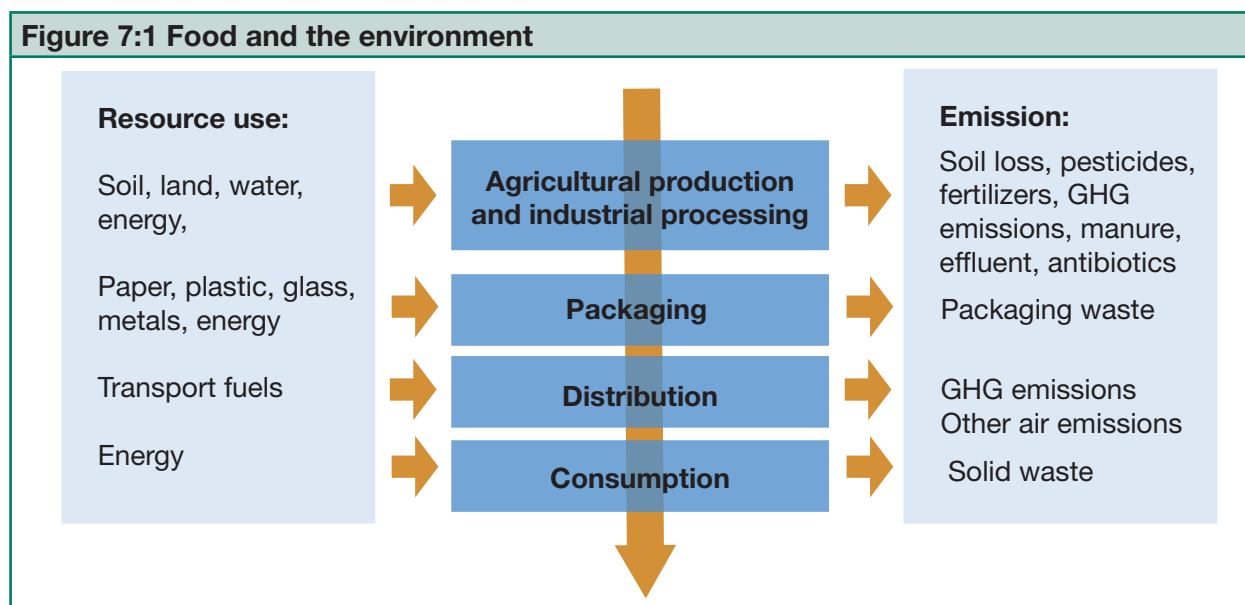 Figure 7:1 Food and the environment
Resource use:
Soil, land, water,
energy,
Paper, plastic, glass,
metals, energy
Transport fuels
Energy
Agricultural production
and industrial processing
Packaging
Distribution
Consumption
Emission:
Soil loss, pesticides,
fertilizers, GHG
emissions, manure,
effluent, antibiotics
Packaging waste
GHG emissions
Other air emissions
Solid waste